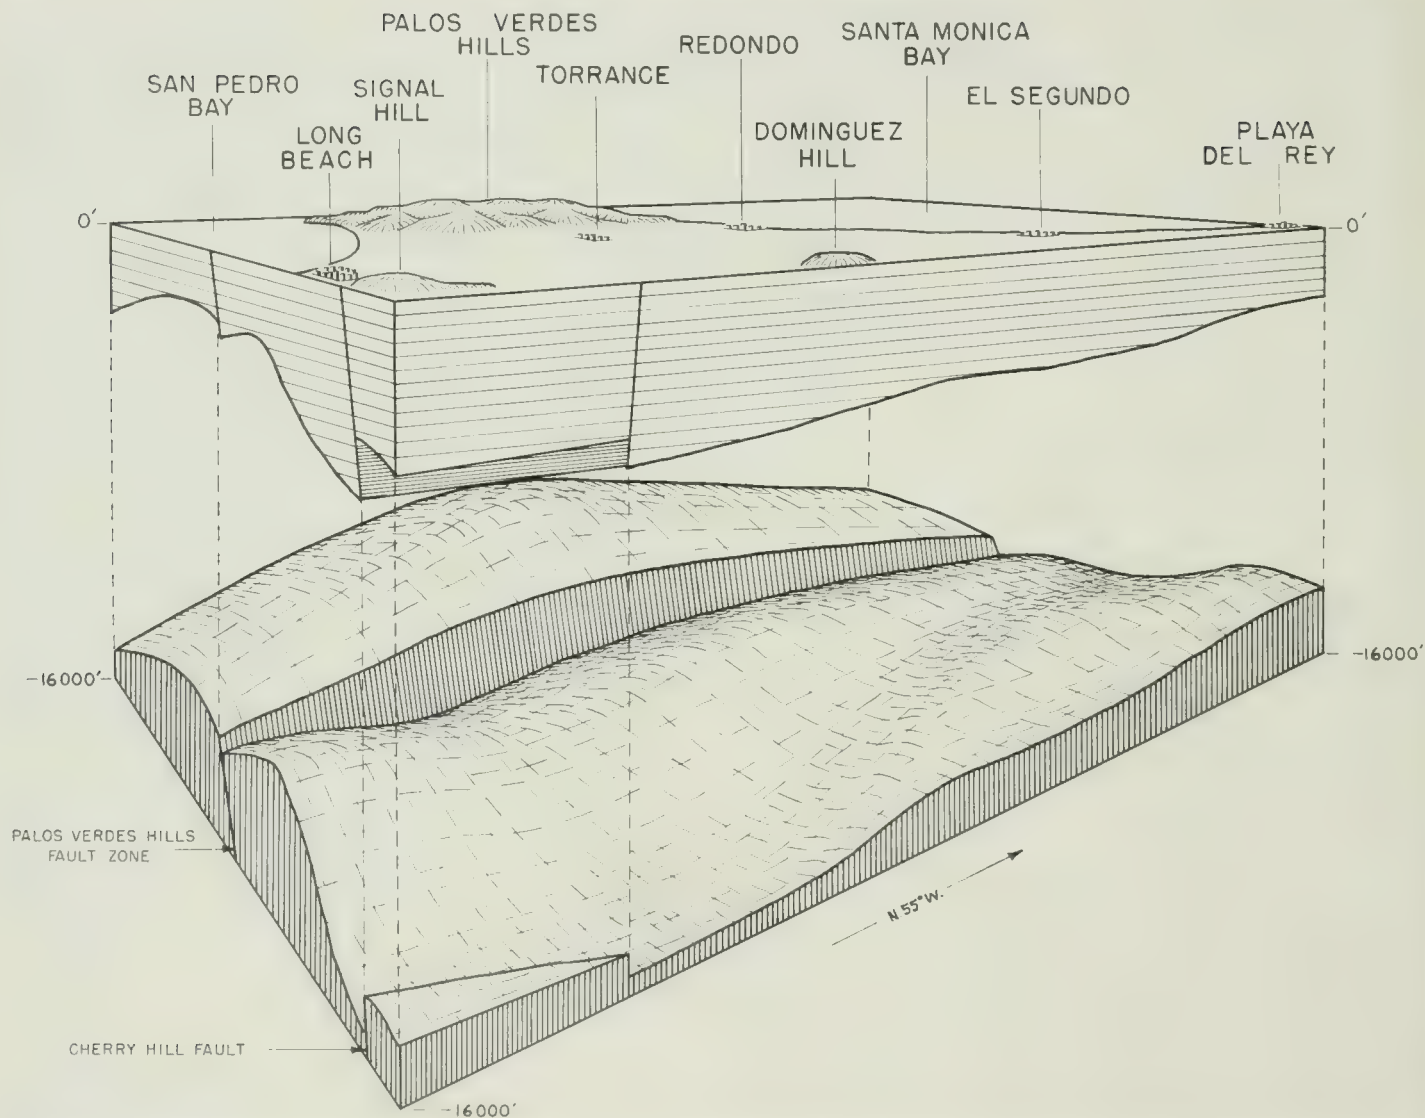 PALOS VERDES
HILLS
SANTA MONICA
BAY
REDONDO
TORRANCE
SAN PEDRO
BAY
SIGNAL
HILL
EL SEGUNDO
LONG
BEACH
DOMINGUEZ
HILL
PLAYA
DEL REY
0'
0'
-16000'
-16000'
PALOS VERDES HILLS
FAULT ZONE
N 55° W.
CHERRY HILL FAULT
-16000'